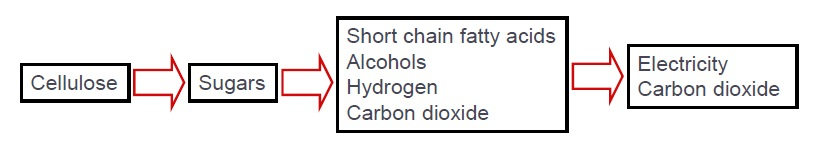 Cellulose
Sugars
Short chain fatty acids
Alcohols
Hydrogen
Carbon dioxide
Electricity
Carbon dioxide